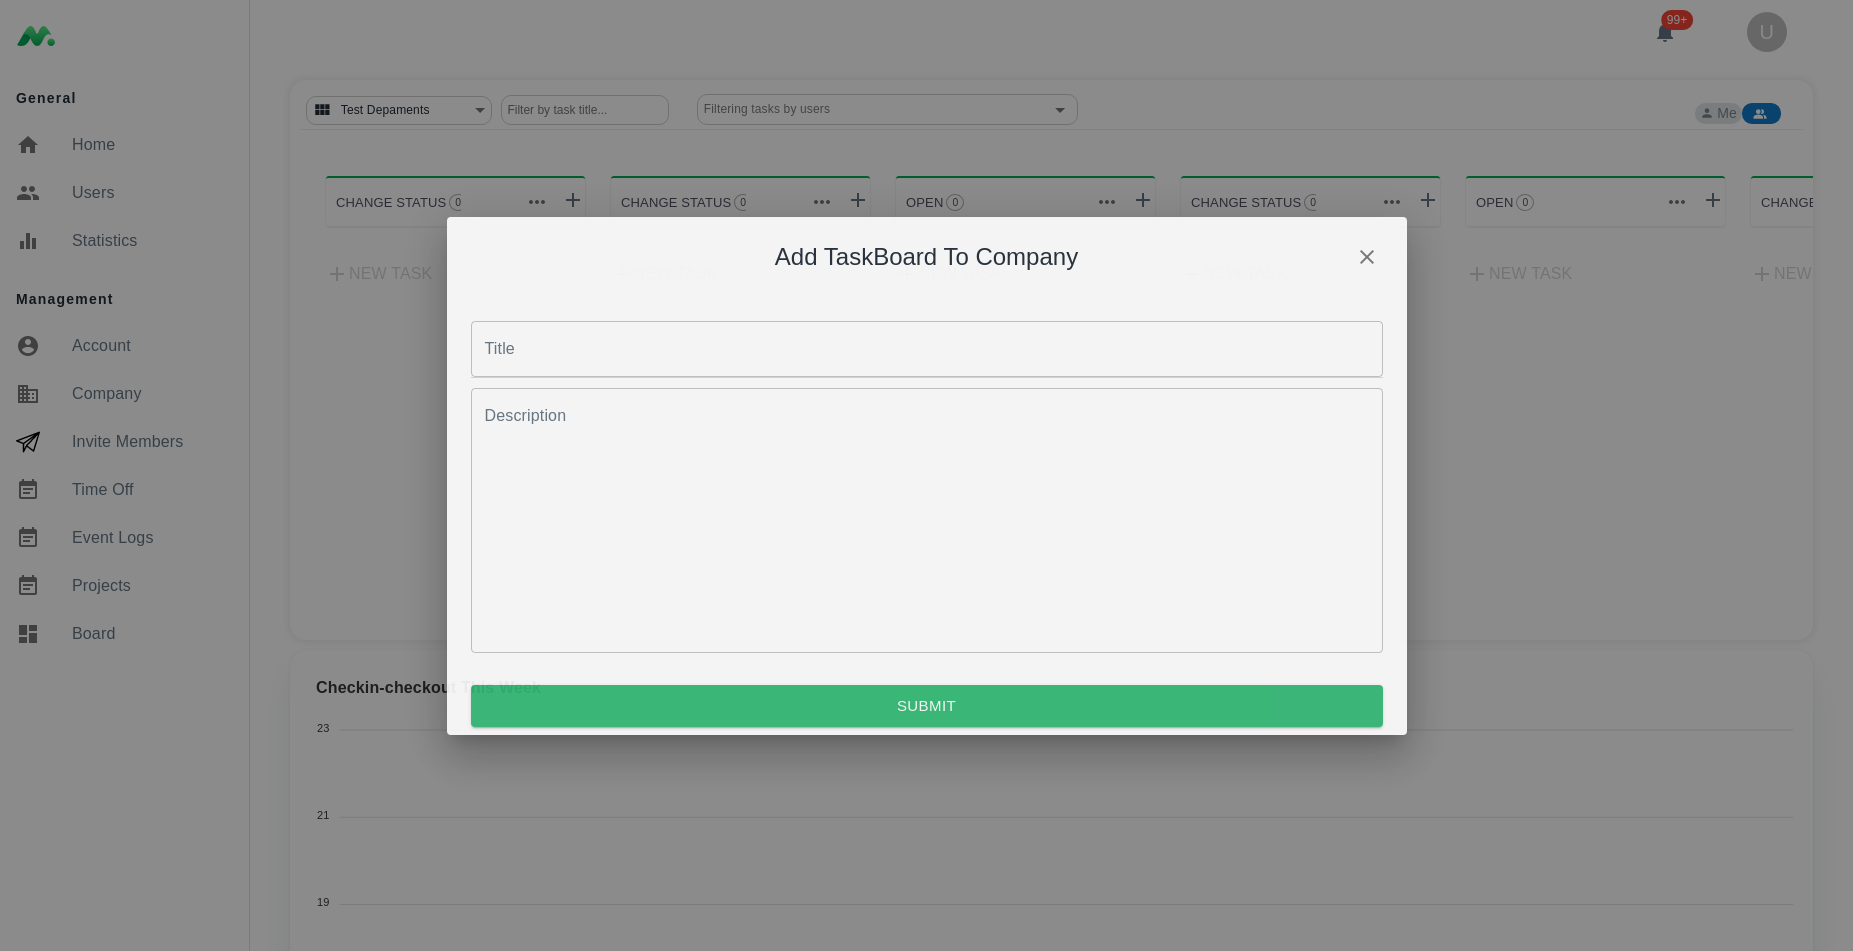 99+
U
General
Home
Users
Statistics
Management
Account
Company
Invite Members
Time Off
Event Logs
Projects
Board
Test Depaments
Filter by task title...
Filtering tasks by users
Me
CHANGE STATUS 0
CHANGE STATUS 0
OPEN 0
CHANGE STATUS 0
OPEN 0
CHANGE
NEW TASK
NEW TASK
NEW
Add TaskBoard To Company
Title
Description
SUBMIT
Checkin-checkout This Week
23
21
19